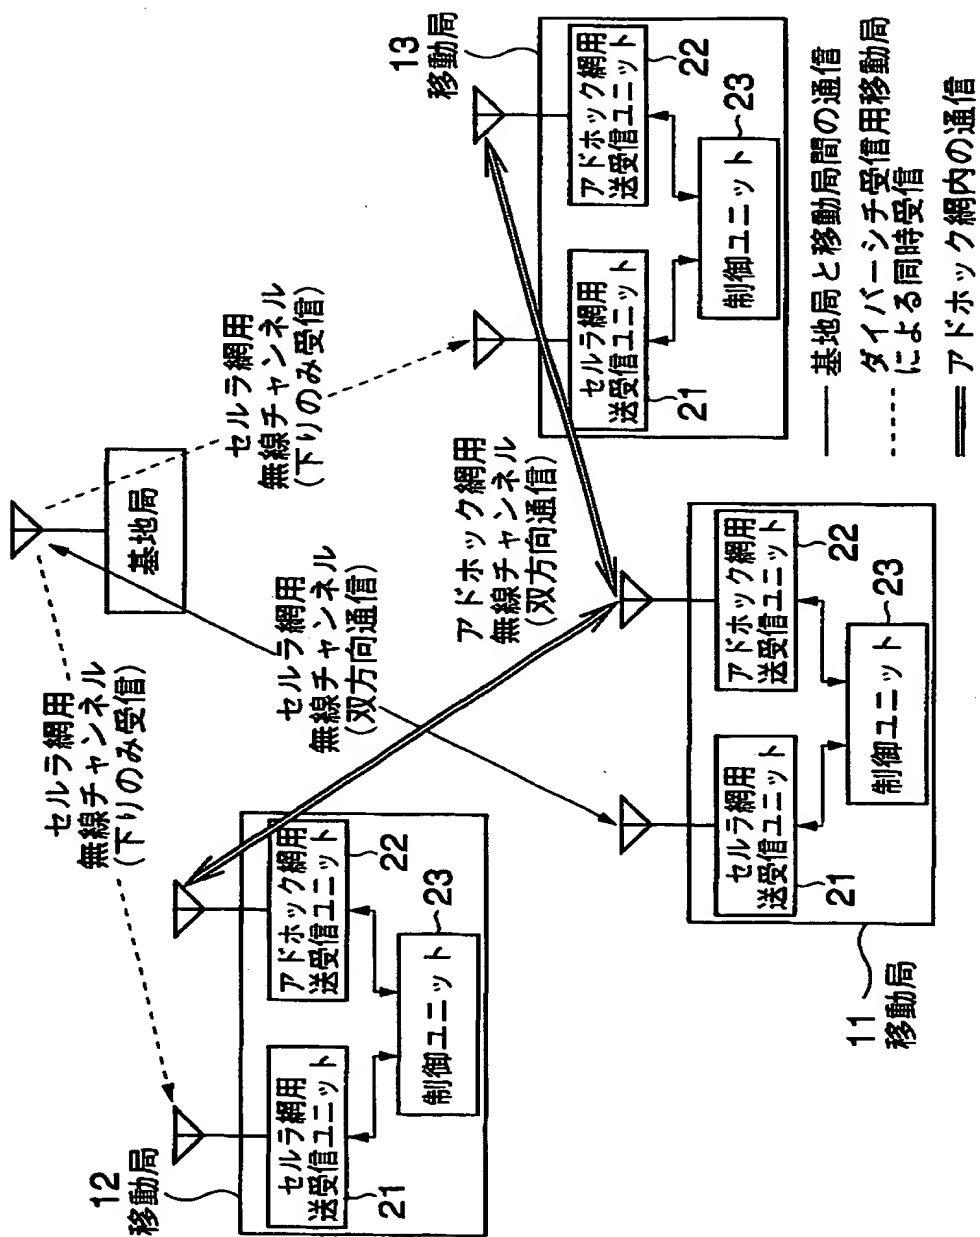 セルラ網用
無線チャンネル
(下りのみ受信)
基地局
セルラ網用
無線チャンネル
(下りのみ受信)
セルラ網用
無線チャンネル
(双方向通信)
アドホック網用
無線チャンネル
(双方向通信)
12
移動局
セルラ網用
送受信ユニット
21
アドホック網用
送受信ユニット
22
制御ユニット
23
13
移動局
セルラ網用
送受信ユニット
21
アドホック網用
送受信ユニット
22
制御ユニット
23
11
移動局
セルラ網用
送受信ユニット
21
アドホック網用
送受信ユニット
22
制御ユニット
23
基地局と移動局間の通信
ダイバーシチ受信用移動局
による同時受信
アドホック網内の通信